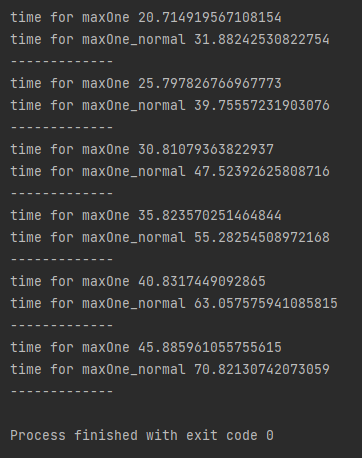 time for maxOne 20.714919567108154
time for maxOne_normal 31.88242530822754
-------------
time for maxOne 25.797826766967773
time for maxOne_normal 39.75557231903076
-------------
time for maxOne 30.81079363822937
time for maxOne_normal 47.52392625808716
-------------
time for maxOne 35.823570251464844
time for maxOne_normal 55.28254508972168
-------------
time for maxOne 40.8317449092865
time for maxOne_normal 63.057575941085815
-------------
time for maxOne 45.885961055755615
time for maxOne_normal 70.82130742073059
-------------
Process finished with exit code 0